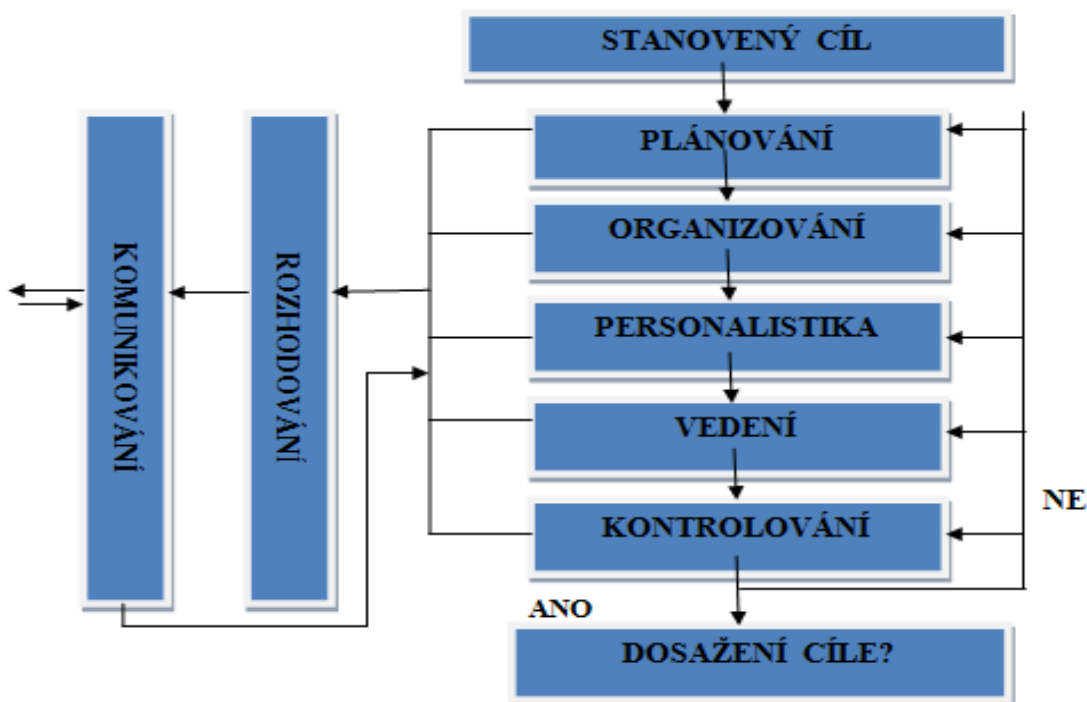 STANOVENÝ CÍL
PLÁNOVÁNÍ
ORGANIZOVÁNÍ
PERSONALISTIKA
VEDENÍ
KONTROLOVÁNÍ
KOMUNIKOVÁNÍ
ROZHODOVÁNÍ
NE
ANO
DOSAŽENÍ CÍLE?